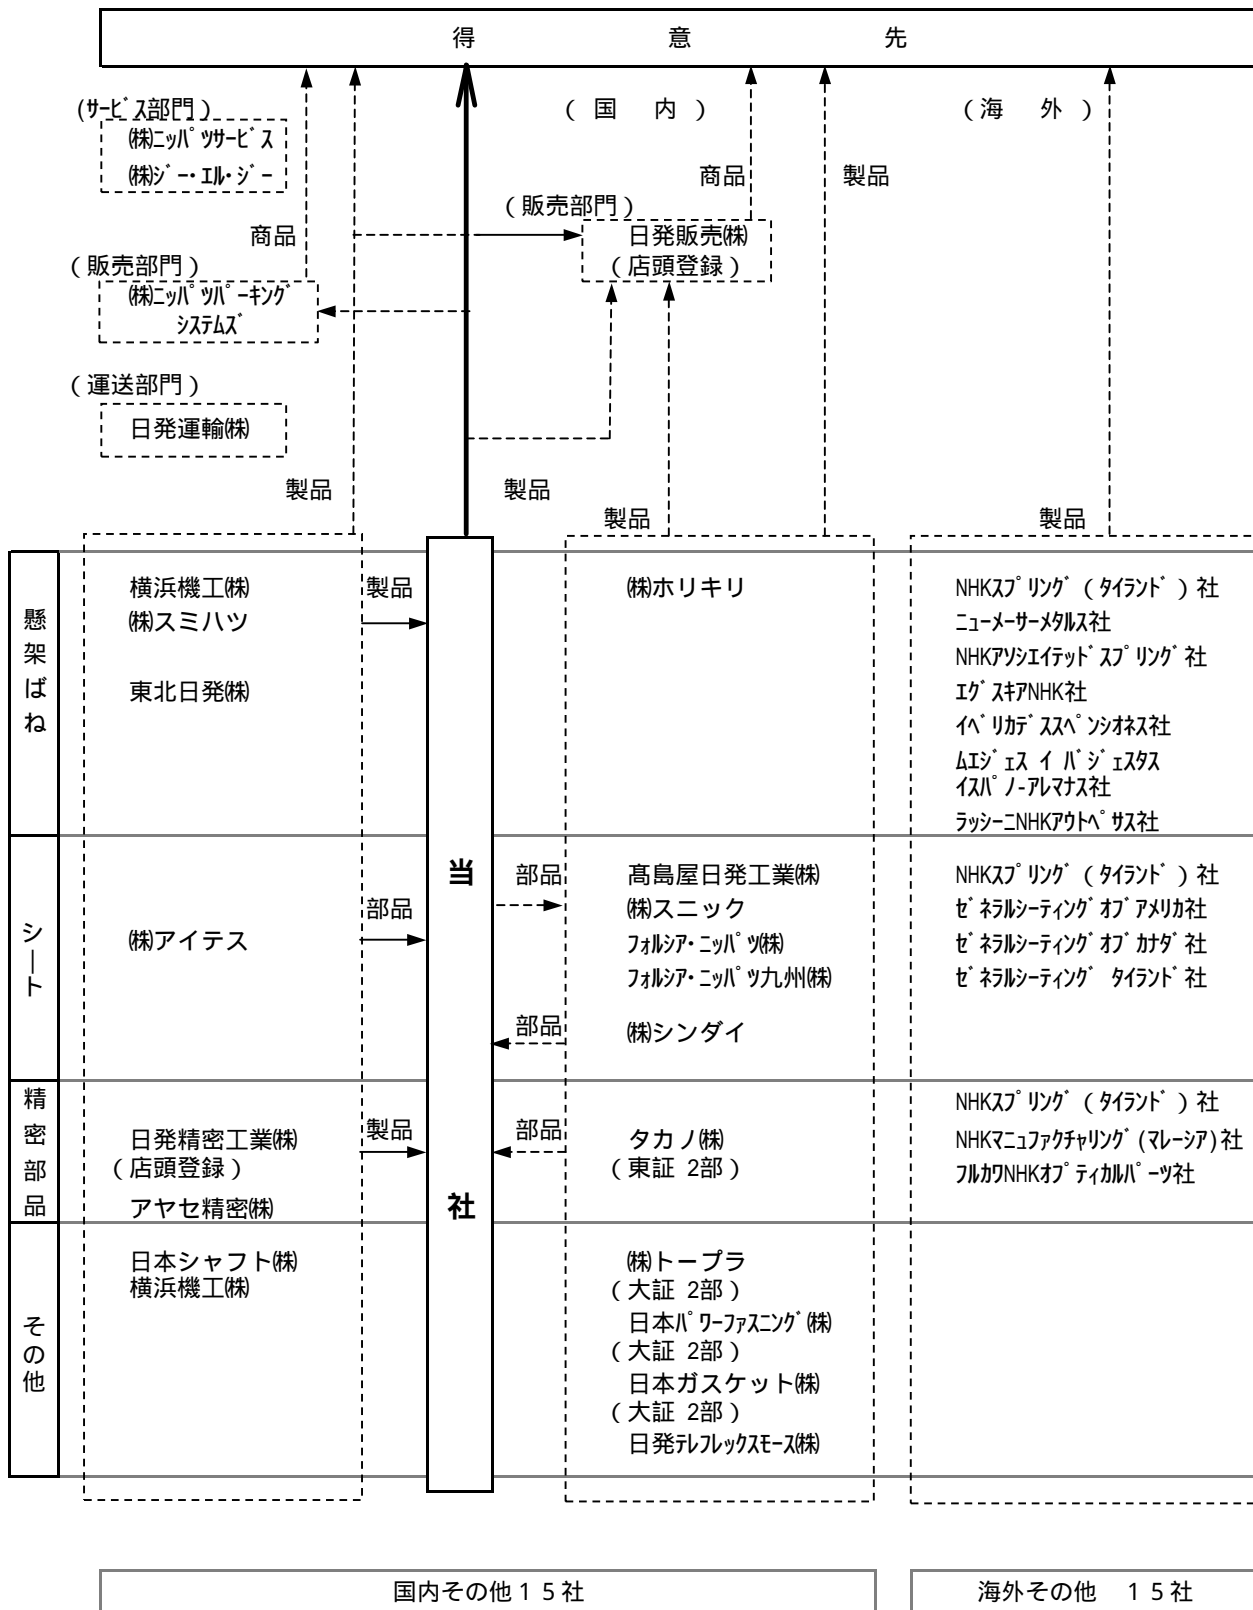 得 意 先
(サービス部門)
(国 内)
(海 外)
㈱ニッパツサービス
㈱ジー・エル・ジー
商品
製品
(販売部門)
商品
日発販売㈱
(店頭登録)
(販売部門)
㈱ニッパツパーキング
システムズ
(運送部門)
日発運輸㈱
製品
製品
製品
製品
懸架ばね
横浜機工㈱
㈱スミハツ
東北日発㈱
製品
㈱ホリキリ
NHKスプリング(タイランド)社
ニューメーサーメタルス社
NHKアソシエイテッドスプリング社
エグスキアNHK社
イベリカデススペンシオネス社
ムエジェス イ バジェスタス
イスパノ-アレマナス社
ラッシーニNHKアウトペサス社
当社
シート
㈱アイテス
部品
部品
髙島屋日発工業㈱
㈱スニック
フォルシア・ニッパツ㈱
フォルシア・ニッパツ九州㈱
部品
㈱シンダイ
NHKスプリング(タイランド)社
ゼネラルシーティングオブアメリカ社
ゼネラルシーティングオブカナダ社
ゼネラルシーティング タイランド社
精密部品
日発精密工業㈱
(店頭登録)
アヤセ精密㈱
製品
部品
タカノ㈱
(東証 2部)
NHKスプリング(タイランド)社
NHKマニュファクチャリング(マレーシア)社
フルカワNHKオプティカルパーツ社
その他
日本シャフト㈱
横浜機工㈱
㈱トープラ
(大証 2部)
日本パワーファスニング㈱
(大証 2部)
日本ガスケット㈱
(大証 2部)
日発テレフレックスモース㈱
国内その他15社
海外その他 15社